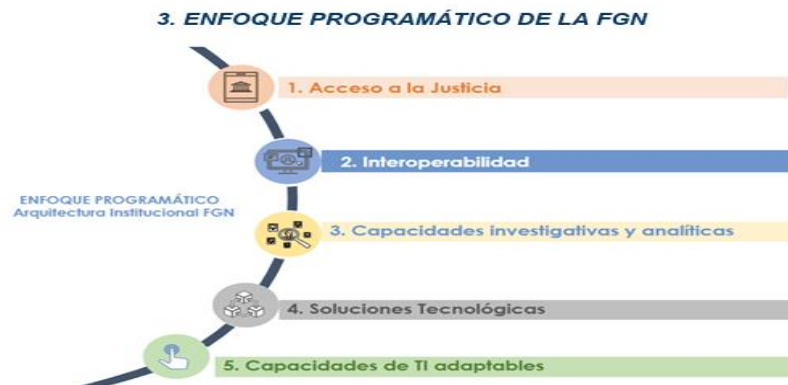 3. ENFOQUE PROGRAMÁTICO DE LA FGN
1. Acceso a la Justicia
2. Interoperabilidad
ENFOQUE PROGRAMÁTICO
Arquitectura Institucional FGN
3. Capacidades investigativas y analíticas
4. Soluciones Tecnológicas
5. Capacidades de TI adaptables